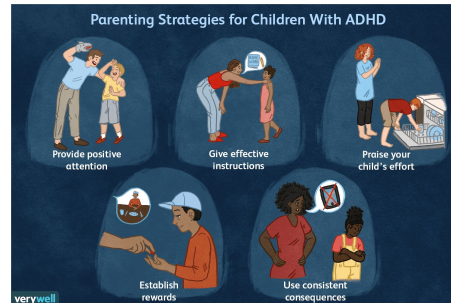 Parenting Strategies for Children With ADHD
Provide positive
attention
Give effective
instructions
Praise your
child's effort
Establish
rewards
Use consistent
consequences
verywell